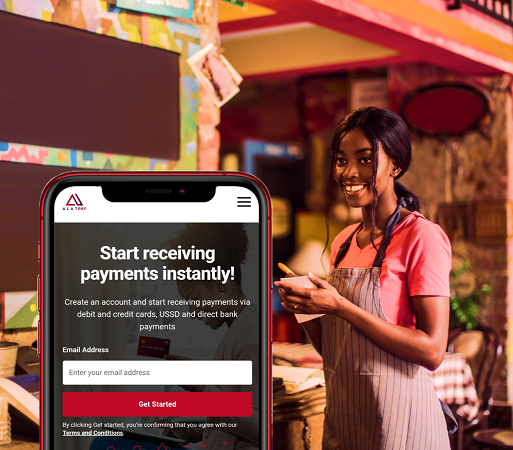 ALATPAY
Start receiving
payments instantly!
Create an account and start receiving payments via
debit and credit cards, USSD and direct bank
payments
Email Address
Enter your email address
Get Started
By clicking Get started, you're confirming that you agree with our
Terms and Conditions.